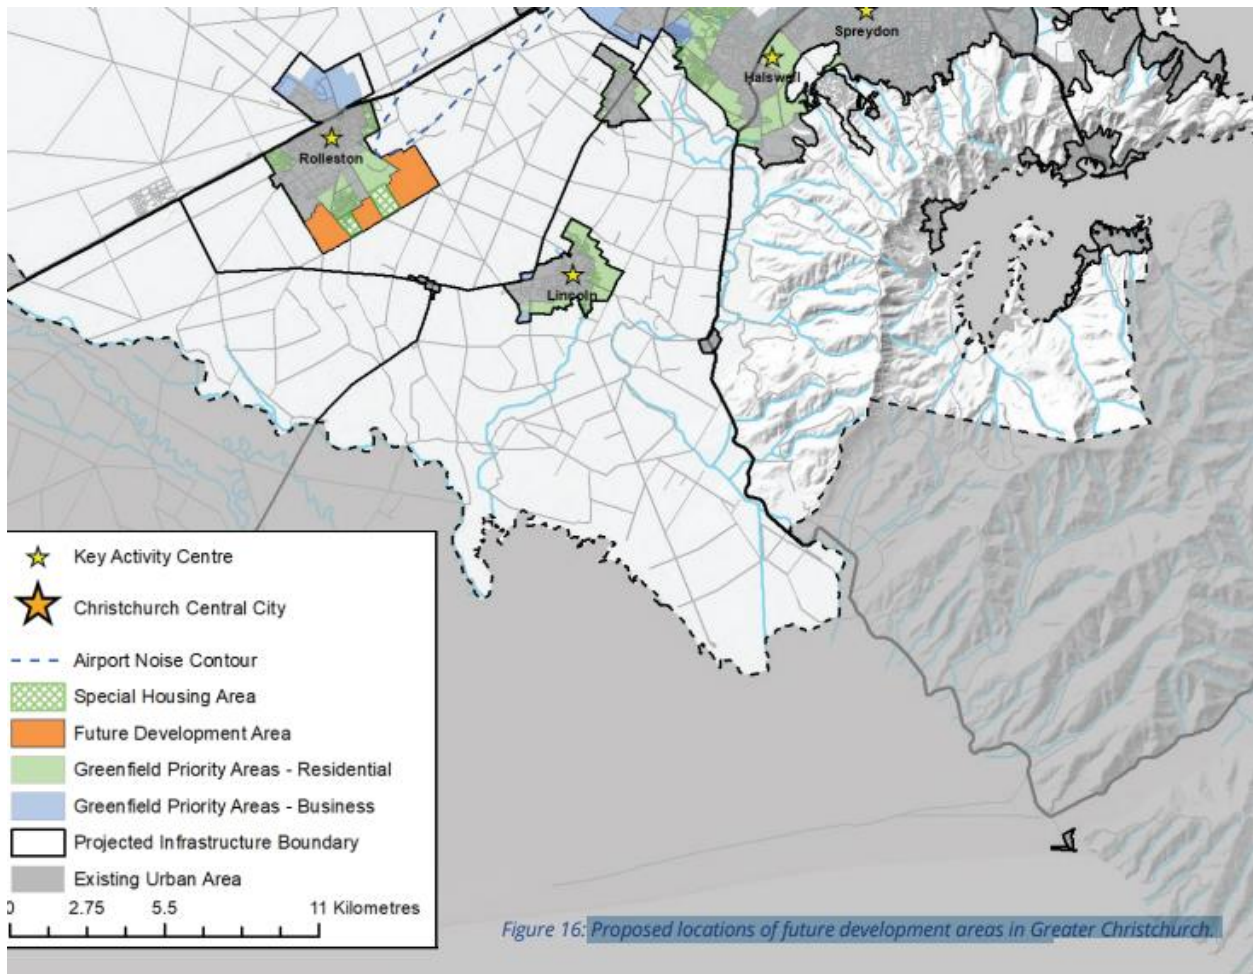 Spreydon
Halswell
Rolleston
Lincoln
Key Activity Centre
Christchurch Central City
Airport Noise Contour
Special Housing Area
Future Development Area
Greenfield Priority Areas - Residential
Greenfield Priority Areas - Business
Projected Infrastructure Boundary
Existing Urban Area
0 2.75 5.5 11 Kilometres
Figure 16: Proposed locations of future development areas in Greater Christchurch.